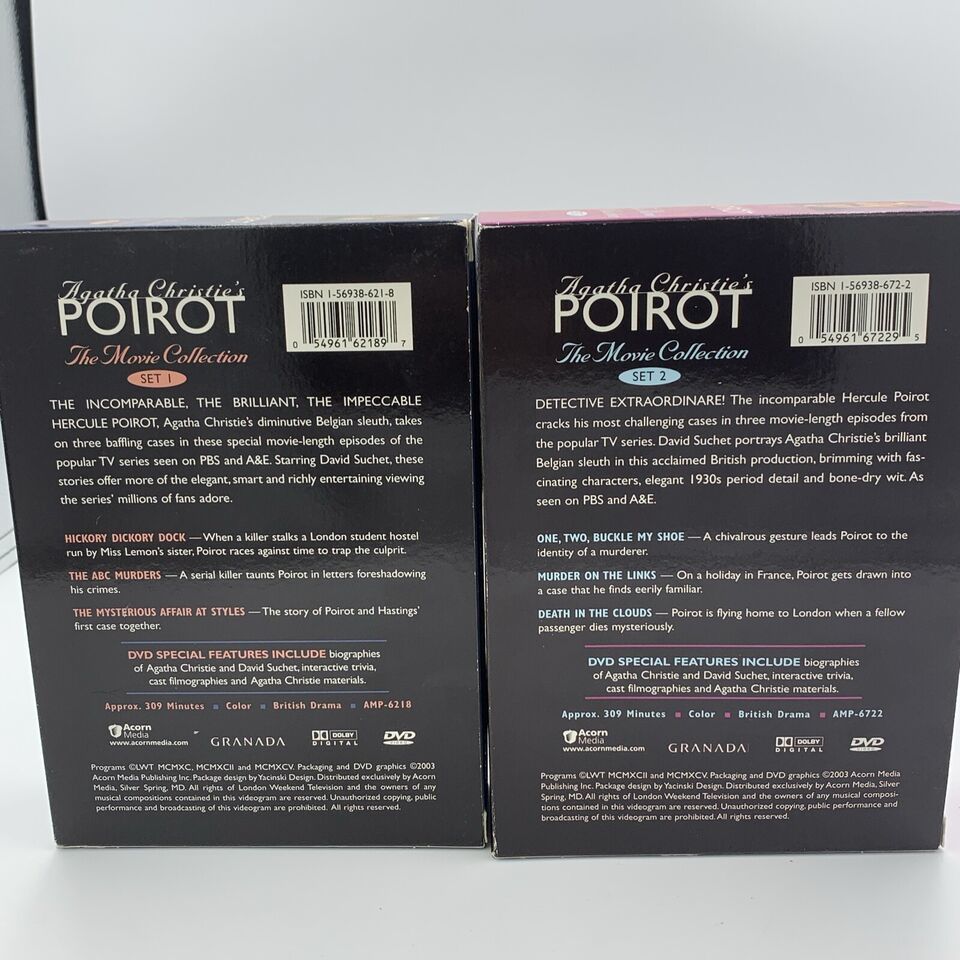 Agatha Christie's
POIROT
The Movie Collection
SET 1
ISBN 1-56938-621-8
0 54961 62189 7
THE INCOMPARABLE, THE BRILLIANT, THE IMPECCABLE
HERCULE POIROT, Agatha Christie's diminutive Belgian sleuth, takes
on three baffling cases in these special movie-length episodes of the
popular TV series seen on PBS and A&E. Starring David Suchet, these
stories offer more of the elegant, smart and richly entertaining viewing
the series' millions of fans adore.
HICKORY DICKORY DOCK — When a killer stalks a London student hostel
run by Miss Lemon's sister, Poirot races against time to trap the culprit.
THE ABC MURDERS — A serial killer taunts Poirot in letters foreshadowing
his crimes.
THE MYSTERIOUS AFFAIR AT STYLES — The story of Poirot and Hastings'
first case together.
DVD SPECIAL FEATURES INCLUDE biographies
of Agatha Christie and David Suchet, interactive trivia,
cast filmographies and Agatha Christie materials.
Approx. 309 Minutes ■ Color ■ British Drama ■ AMP-6218
Acorn
Media
www.acornmedia.com
GRANADA
DOLBY
DIGITAL
DVD
VIDEO
Programs ©LWT MCMXC, MCMXCII and MCMXCV. Packaging and DVD graphics ©2003
Acorn Media Publishing Inc. Package design by Yacinski Design. Distributed exclusively by Acorn
Media, Silver Spring, MD. All rights of London Weekend Television and the owners of any
musical compositions contained in this videogram are reserved. Unauthorized copying, public
performance and broadcasting of this videogram are prohibited. All rights reserved.
Agatha Christie's
POIROT
The Movie Collection
SET 2
ISBN 1-56938-672-2
0 54961 67229 5
DETECTIVE EXTRAORDINARE! The incomparable Hercule Poirot
cracks his most challenging cases in three movie-length episodes from
the popular TV series. David Suchet portrays Agatha Christie's brilliant
Belgian sleuth in this acclaimed British production, brimming with fas-
cinating characters, elegant 1930s period detail and bone-dry wit. As
seen on PBS and A&E.
ONE, TWO, BUCKLE MY SHOE — A chivalrous gesture leads Poirot to the
identity of a murderer.
MURDER ON THE LINKS — On a holiday in France, Poirot gets drawn into
a case that he finds eerily familiar.
DEATH IN THE CLOUDS — Poirot is flying home to London when a fellow
passenger dies mysteriously.
DVD SPECIAL FEATURES INCLUDE biographies
of Agatha Christie and David Suchet, interactive trivia,
cast filmographies and Agatha Christie materials.
Approx. 309 Minutes ■ Color ■ British Drama ■ AMP-6722
Acorn
Media
www.acornmedia.com
GRANADA
DOLBY
DIGITAL
DVD
VIDEO
Programs ©LWT MCMXCII and MCMXCV. Packaging and DVD graphics ©2003 Acorn Media
Publishing Inc. Package design by Yacinski Design. Distributed exclusively by Acorn Media, Silver
Spring, MD. All rights of London Weekend Television and the owners of any musical composi-
tions contained in this videogram are reserved. Unauthorized copying, public performance and
broadcasting of this videogram are prohibited. All rights reserved.